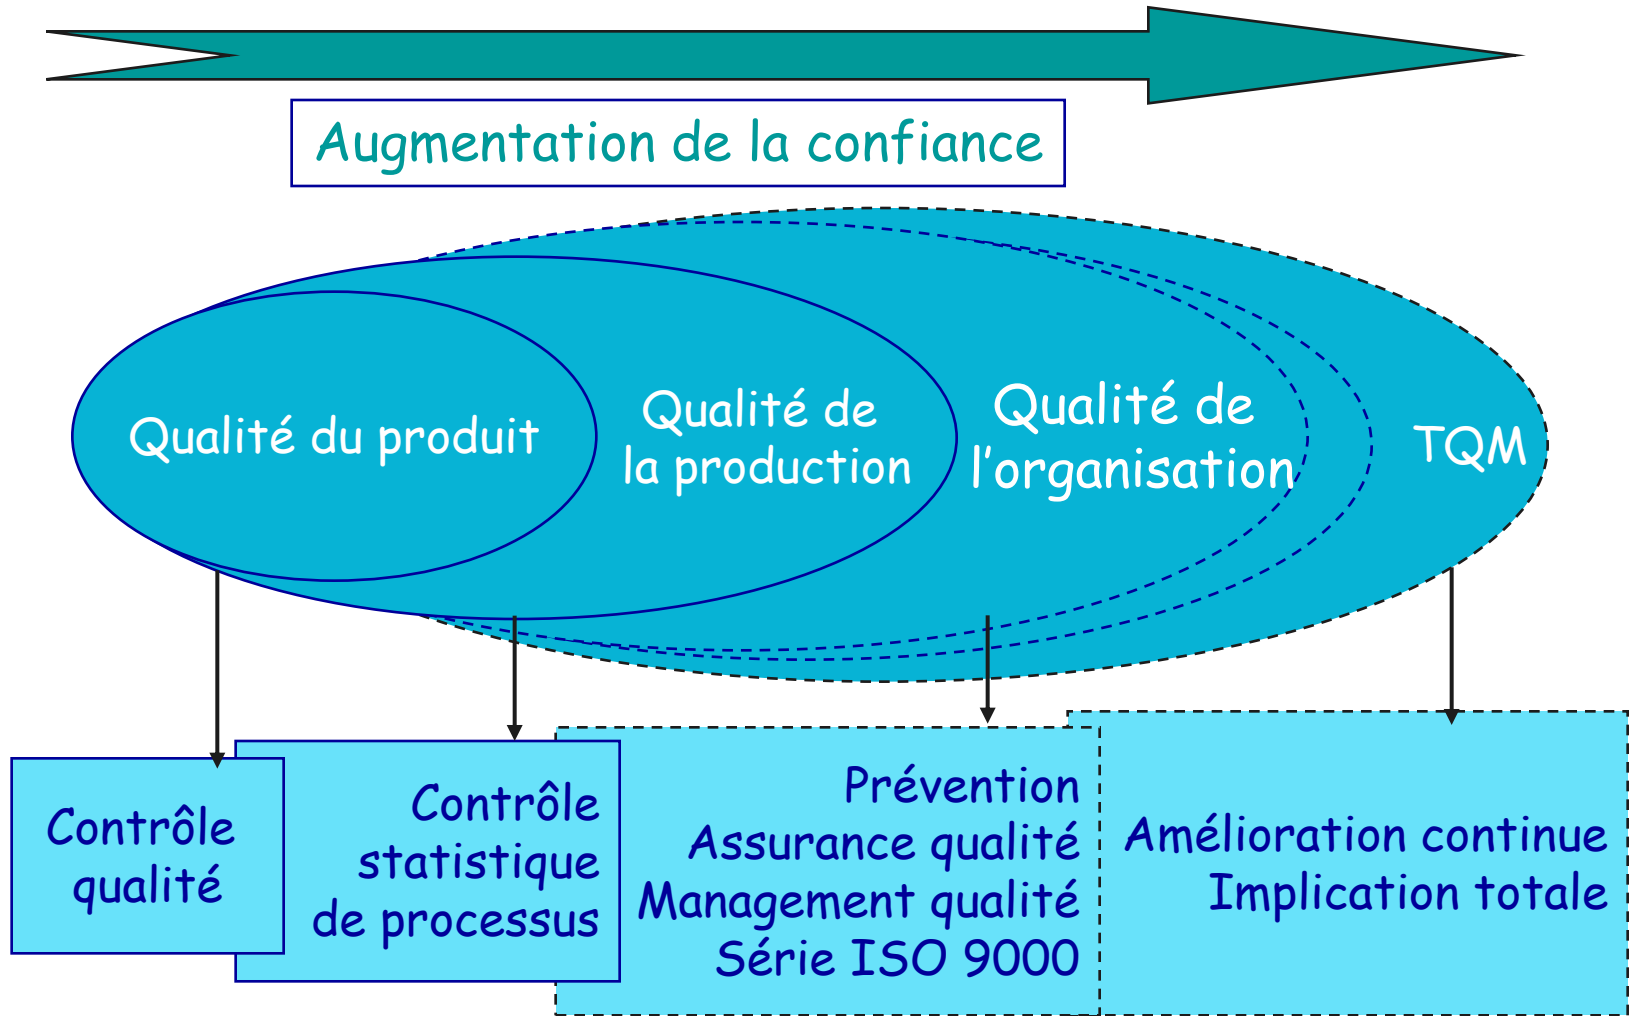 Augmentation de la confiance
Qualité du produit
Qualité de
la production
Qualité de
l’organisation
TQM
Contrôle
qualité
Contrôle
statistique
de processus
Prévention
Assurance qualité
Management qualité
Série ISO 9000
Amélioration continue
Implication totale